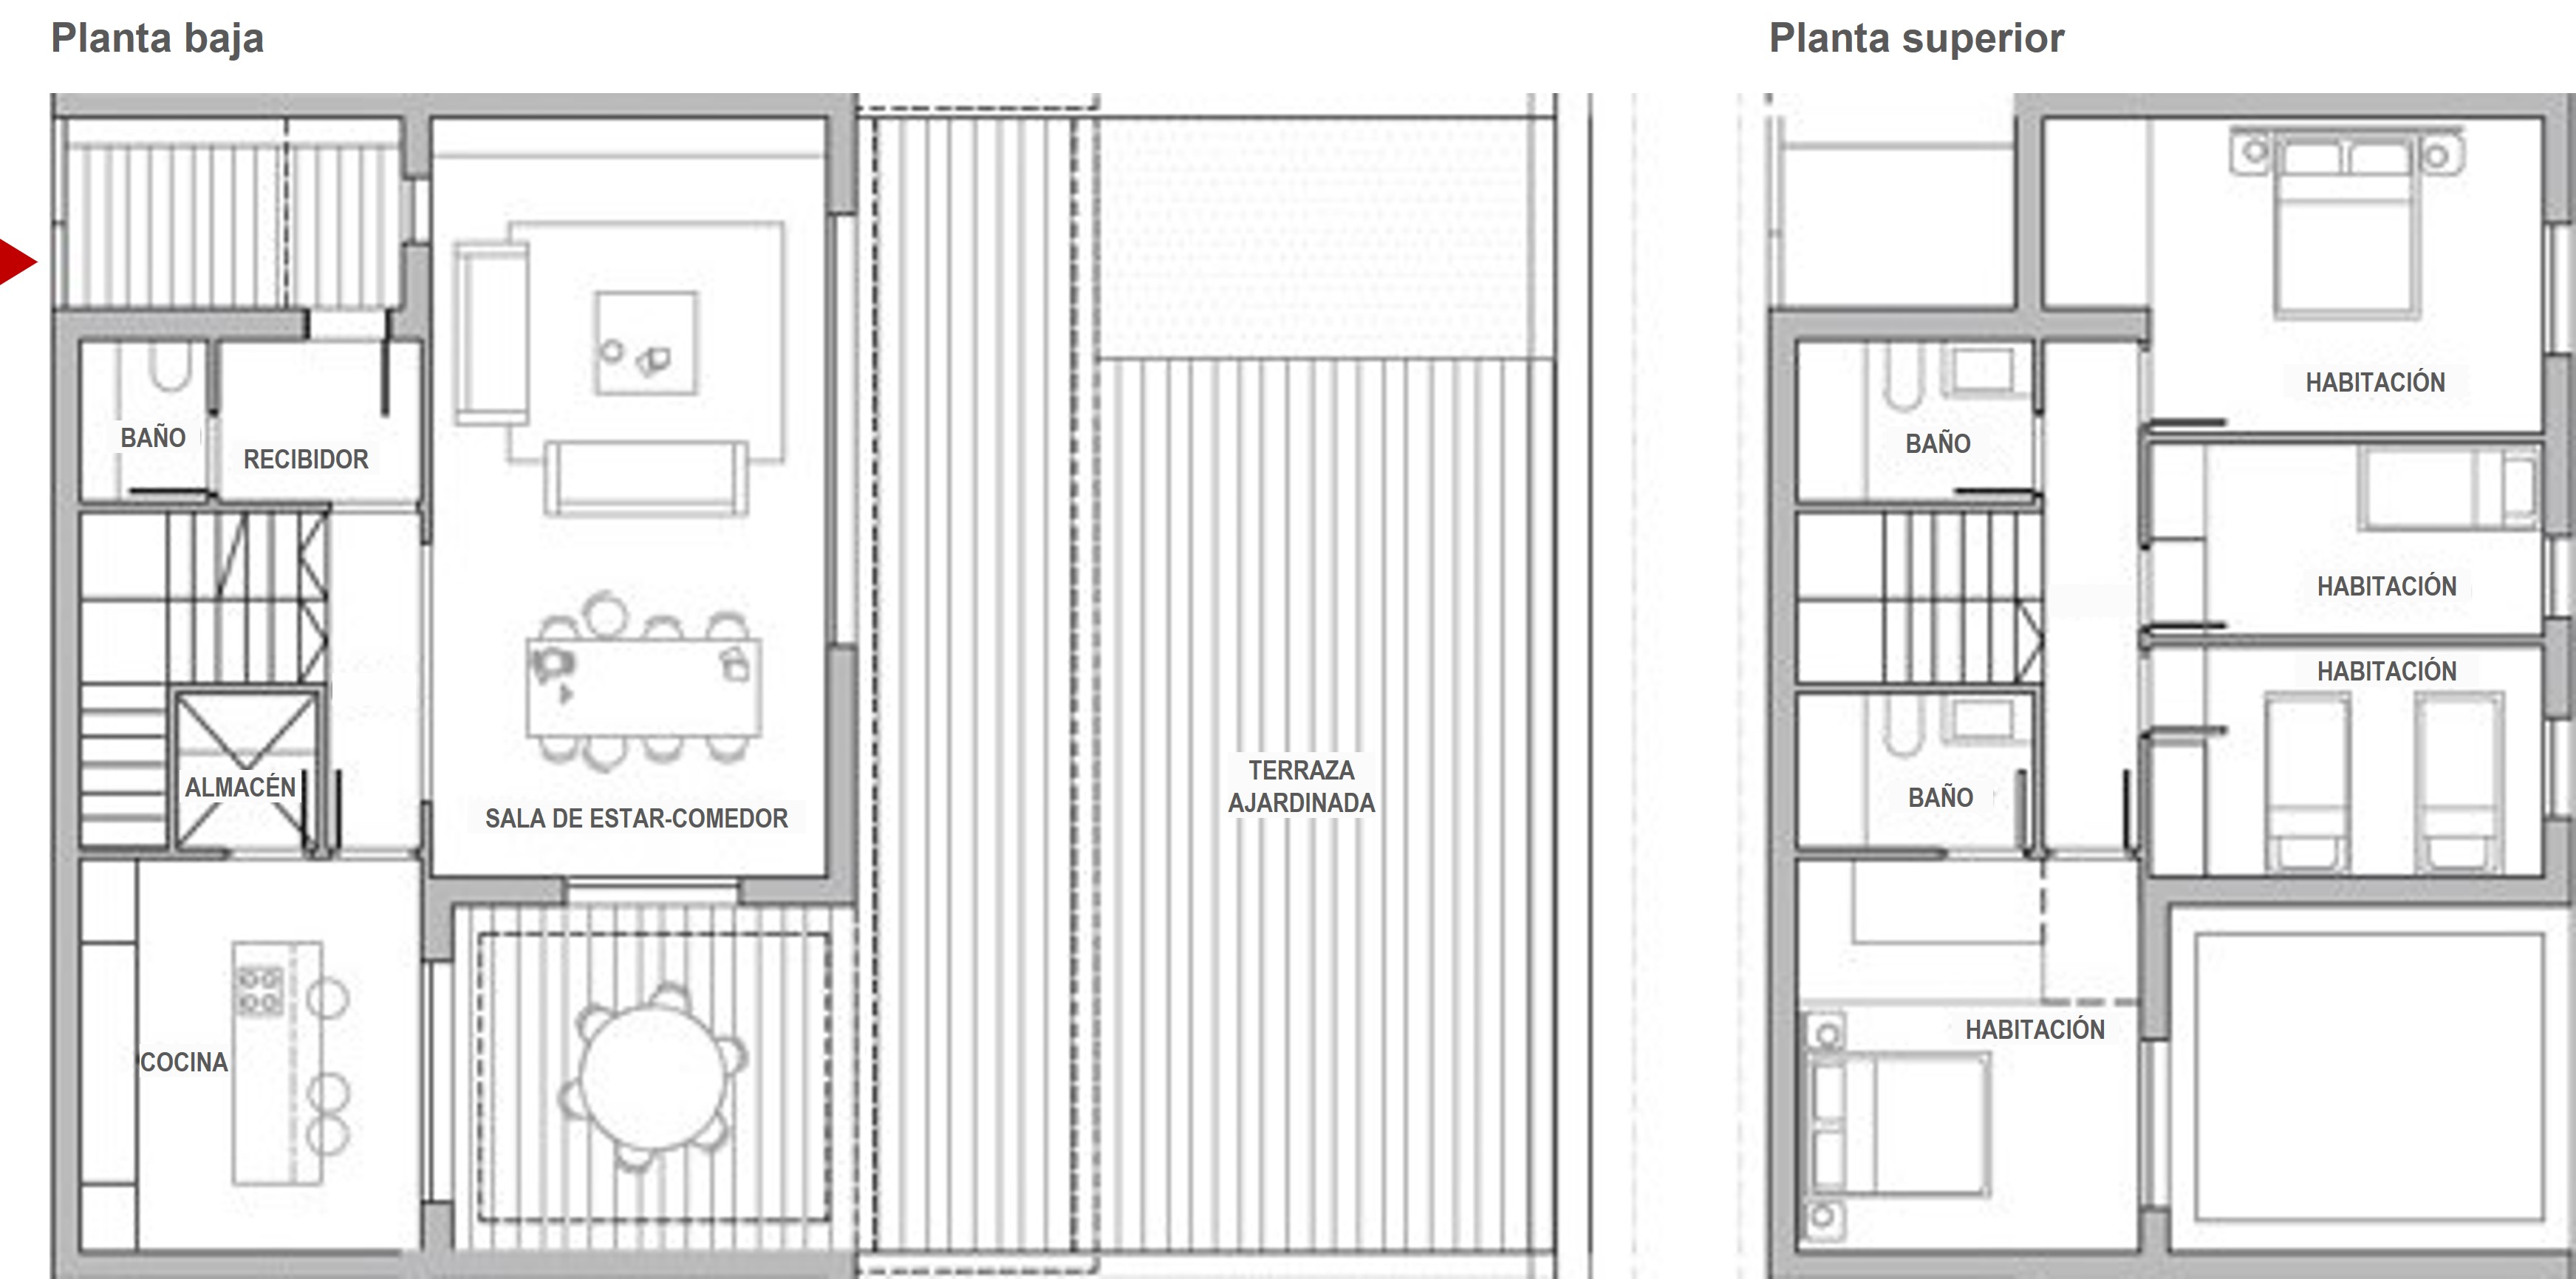 Planta baja
Planta superior
HABITACIÓN
BAÑO
RECIBIDOR
BAÑO
HABITACIÓN
HABITACIÓN
ALMACÉN
SALA DE ESTAR-COMEDOR
TERRAZA
AJARDINADA
BAÑO
COCINA
HABITACIÓN